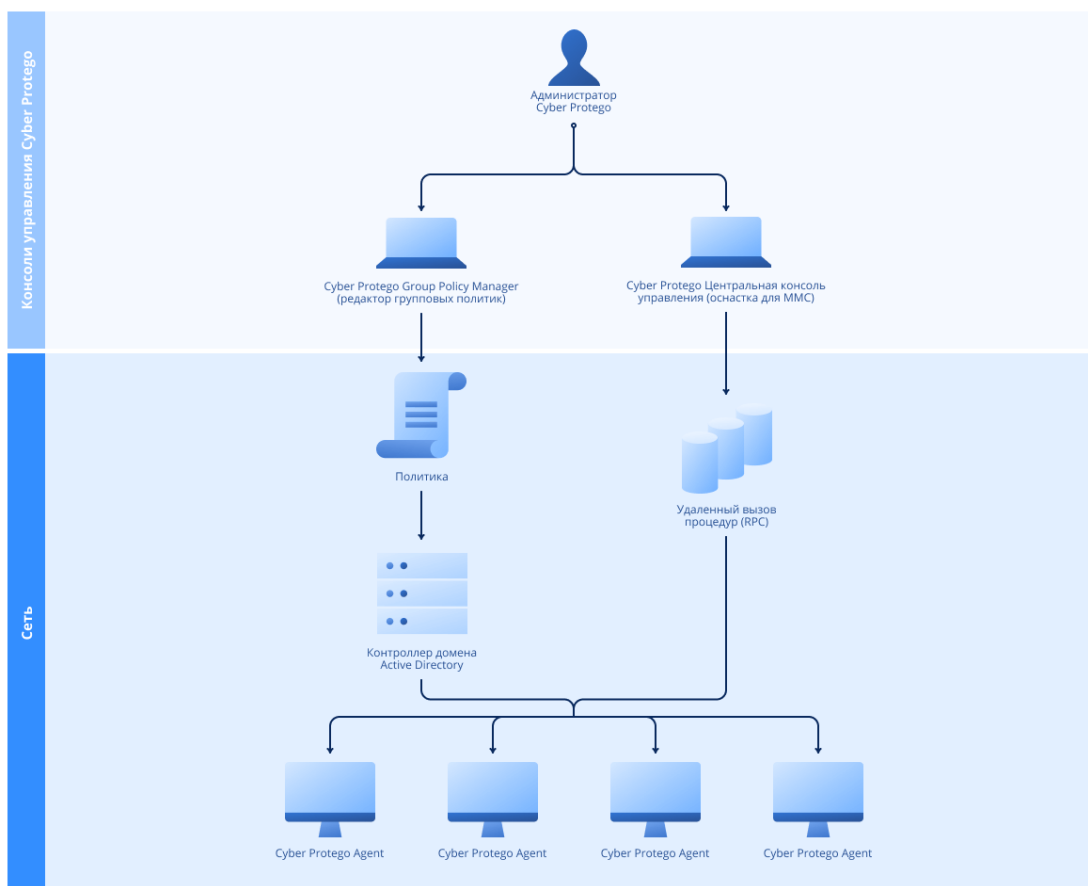 Консоли управления Cyber Protego
Администратор
Cyber Protego
Cyber Protego Group Policy Manager
(редактор групповых политик)
Cyber Protego Центральная консоль
управления (оснастка для MMC)
Сеть
Политика
Удаленный вызов
процедур (RPC)
Контроллер домена
Active Directory
Cyber Protego Agent
Cyber Protego Agent
Cyber Protego Agent
Cyber Protego Agent